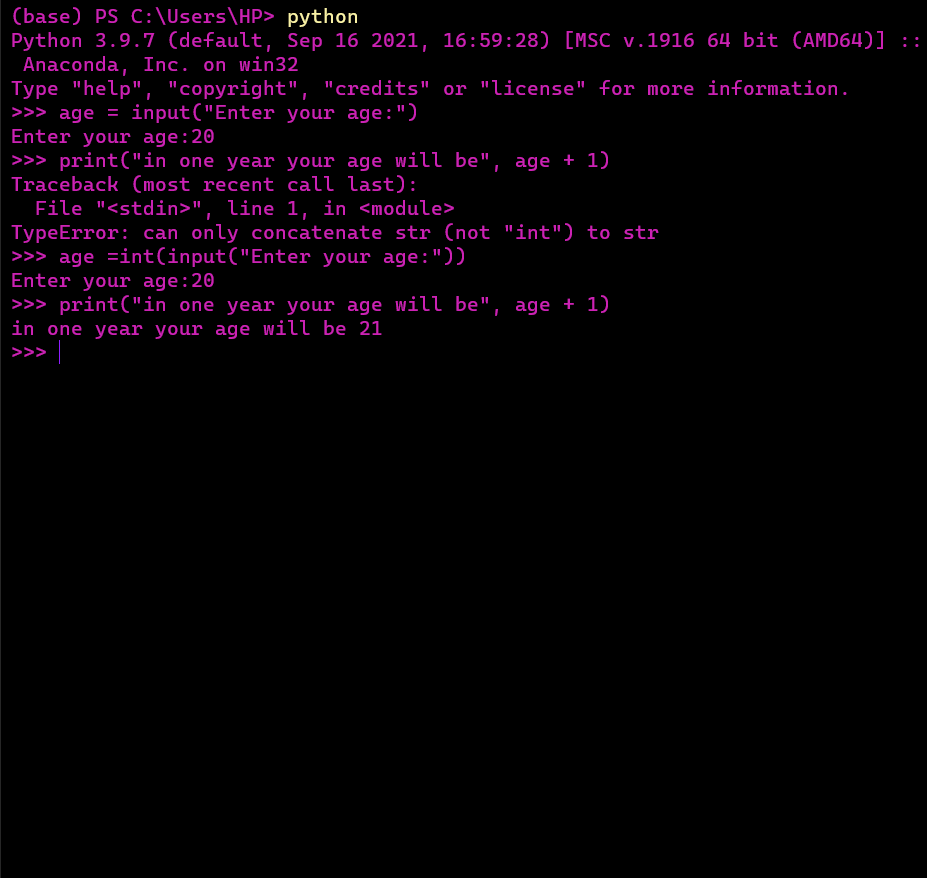 (base) PS C:\Users\HP> python
Python 3.9.7 (default, Sep 16 2021, 16:59:28) [MSC v.1916 64 bit (AMD64)] ::
 Anaconda, Inc. on win32
Type "help", "copyright", "credits" or "license" for more information.
>>> age = input("Enter your age:")
Enter your age:20
>>> print("in one year your age will be", age + 1)
Traceback (most recent call last):
  File "<stdin>", line 1, in <module>
TypeError: can only concatenate str (not "int") to str
>>> age =int(input("Enter your age:"))
Enter your age:20
>>> print("in one year your age will be", age + 1)
in one year your age will be 21
>>>